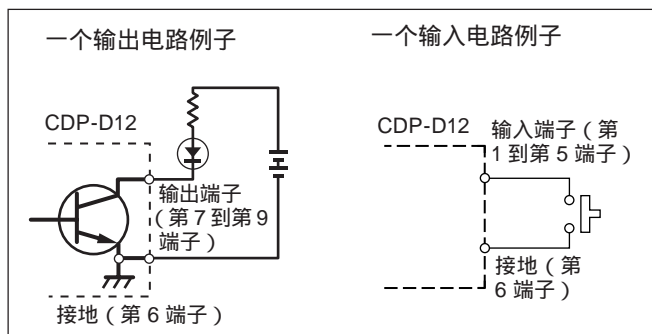 一个输出电路例子
CDP-D12
输出端子
（第 7 到第 9
端子）
接地（第 6 端子）
一个输入电路例子
CDP-D12
输入端子（第
1 到第 5 端子）
接地（第
6 端子）